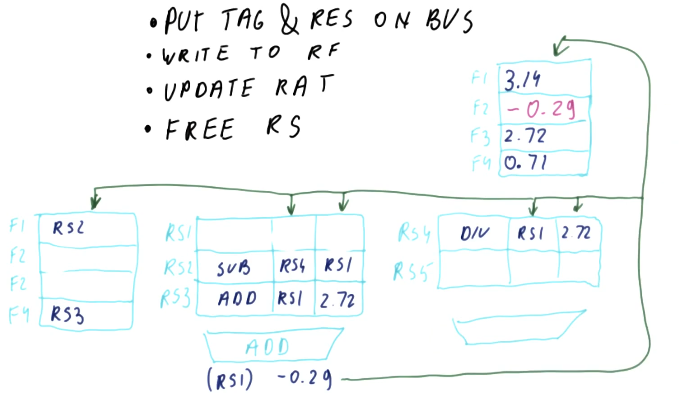 • PUT TAG & RES ON BUS
• WRITE TO RF
• UPDATE RAT
• FREE RS
F1 3.14
F2 -0.29
F3 2.72
F4 0.71
F1 RS2
F2
F2
F4 RS3
RS1
RS2 SUB RS4 RS1
RS3 ADD RS1 2.72
RS4 DIV RS1 2.72
RS5
ADD
(RS1) -0.29